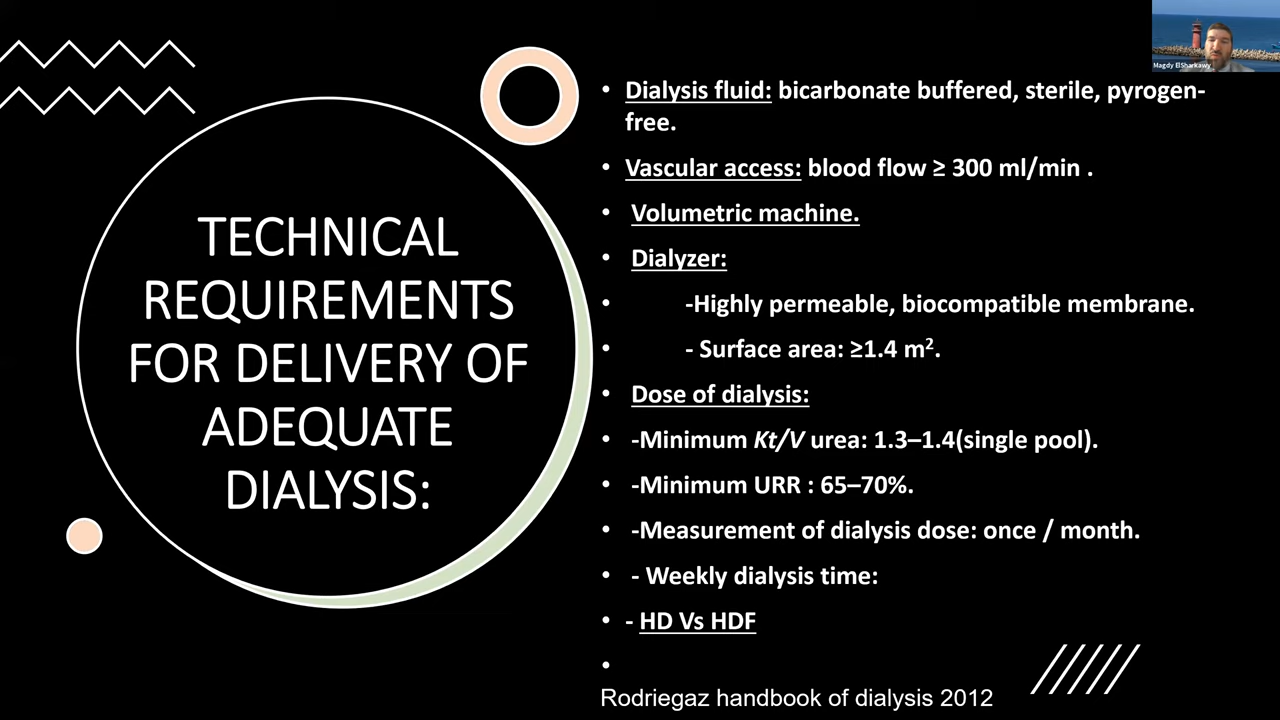 TECHNICAL
REQUIREMENTS
FOR DELIVERY OF
ADEQUATE
DIALYSIS:
• Dialysis fluid: bicarbonate buffered, sterile, pyrogen-
free.
• Vascular access: blood flow ≥ 300 ml/min .
• Volumetric machine.
• Dialyzer:
• -Highly permeable, biocompatible membrane.
• - Surface area: ≥1.4 m².
• Dose of dialysis:
• -Minimum Kt/V urea: 1.3–1.4(single pool).
• -Minimum URR : 65–70%.
• -Measurement of dialysis dose: once / month.
• - Weekly dialysis time:
• - HD Vs HDF
•
Rodriegaz handbook of dialysis 2012
Magdy ElSharkawy